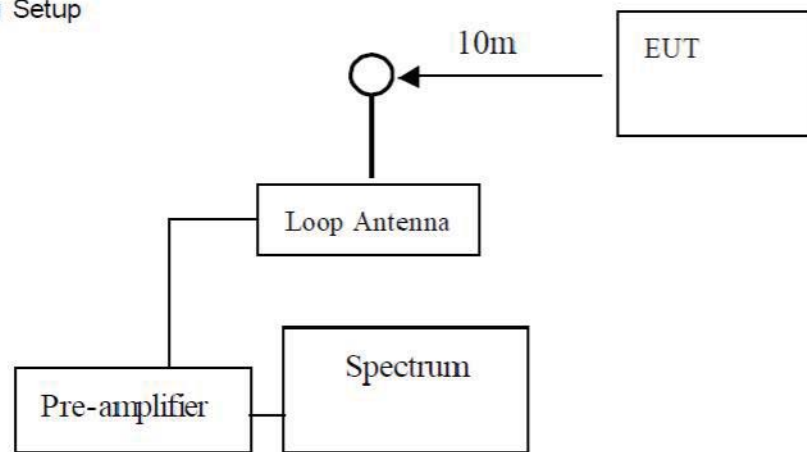 Setup
10m
EUT
Loop Antenna
Spectrum
Pre-amplifier